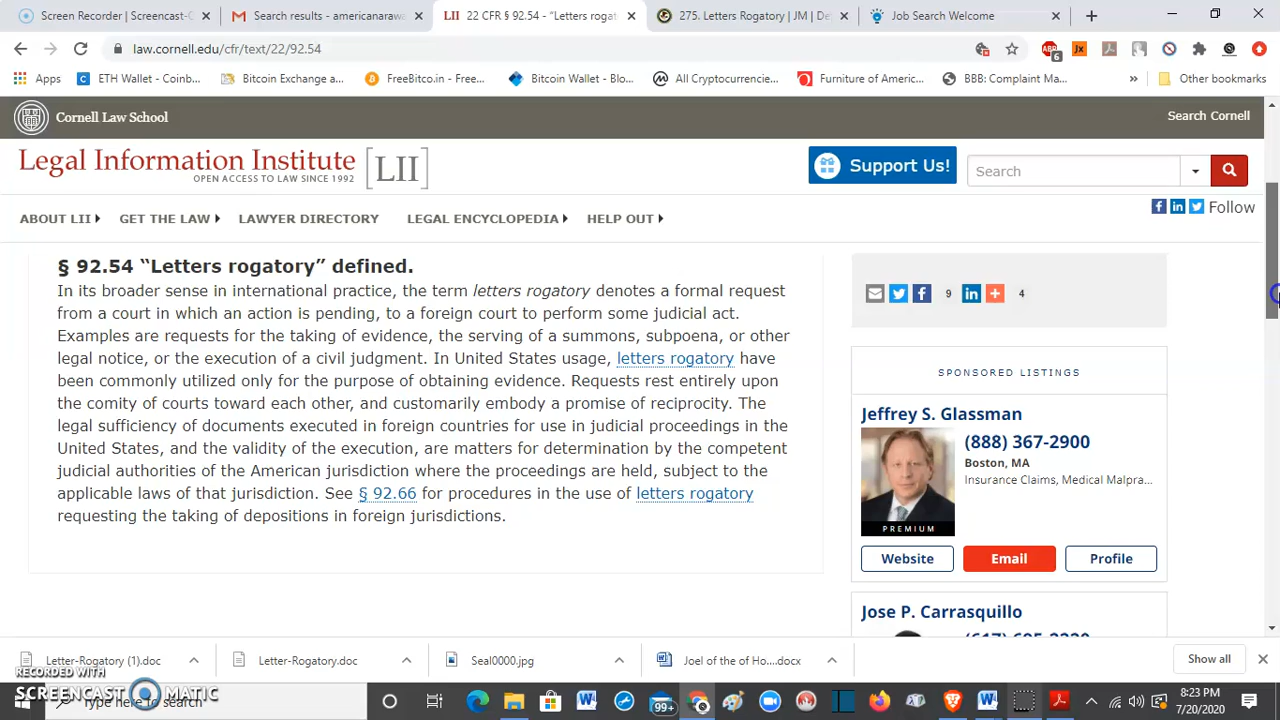 Screen Recorder | Screencast-
Search results - americanarawa
22 CFR § 92.54 - "Letters rogat
275. Letters Rogatory | JM | De
Job Search Welcome
law.cornell.edu/cfr/text/22/92.54
6
Apps
ETH Wallet - Coinb...
Bitcoin Exchange a...
FreeBitco.in - Free...
Bitcoin Wallet - Blo...
All Cryptocurrencie...
Furniture of Americ...
BBB: Complaint Ma...
»
Other bookmarks
Cornell Law School
Search Cornell
Legal Information Institute [LII]
OPEN ACCESS TO LAW SINCE 1992
Support Us!
Search
ABOUT LII
GET THE LAW
LAWYER DIRECTORY
LEGAL ENCYCLOPEDIA
HELP OUT
Follow
§ 92.54 “Letters rogatory” defined.
In its broader sense in international practice, the term letters rogatory denotes a formal request
from a court in which an action is pending, to a foreign court to perform some judicial act.
Examples are requests for the taking of evidence, the serving of a summons, subpoena, or other
legal notice, or the execution of a civil judgment. In United States usage, letters rogatory have
been commonly utilized only for the purpose of obtaining evidence. Requests rest entirely upon
the comity of courts toward each other, and customarily embody a promise of reciprocity. The
legal sufficiency of documents executed in foreign countries for use in judicial proceedings in the
United States, and the validity of the execution, are matters for determination by the competent
judicial authorities of the American jurisdiction where the proceedings are held, subject to the
applicable laws of that jurisdiction. See § 92.66 for procedures in the use of letters rogatory
requesting the taking of depositions in foreign jurisdictions.
9
4
SPONSORED LISTINGS
Jeffrey S. Glassman
(888) 367-2900
Boston, MA
Insurance Claims, Medical Malpra...
PREMIUM
Website
Email
Profile
Jose P. Carrasquillo
Letter-Rogatory (1).doc
Letter-Rogatory.doc
Seal0000.jpg
Joel of the of Ho....docx
Show all
RECORDED WITH
SCREENCAST MATIC
Type here to search
99+
8:23 PM
7/20/2020